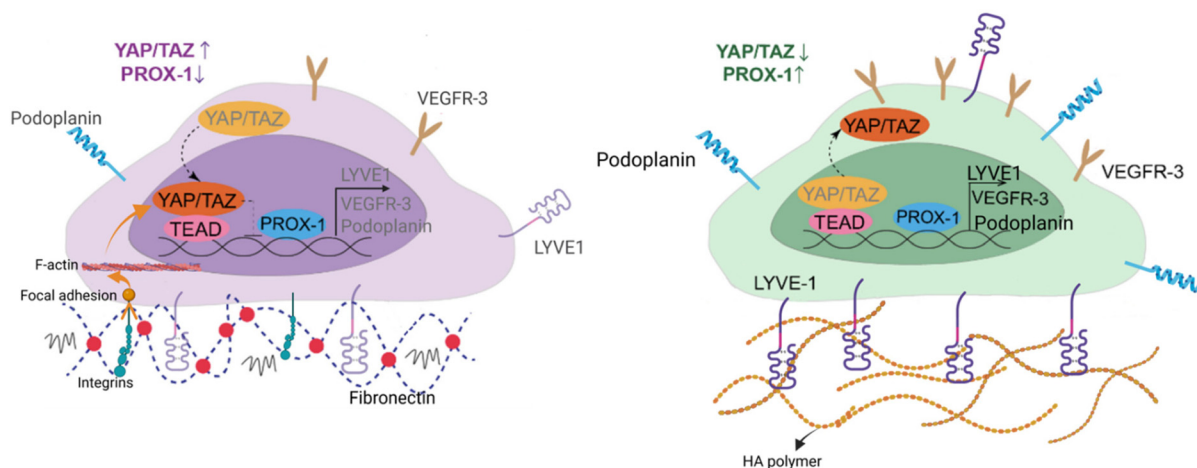 YAP/TAZ ↑
PROX-1↓
Podoplanin
VEGFR-3
YAP/TAZ
YAP/TAZ
TEAD
PROX-1
LYVE1
VEGFR-3
Podoplanin
LYVE1
F-actin
Focal adhesion
Integrins
Fibronectin
YAP/TAZ ↓
PROX-1↑
YAP/TAZ
Podoplanin
VEGFR-3
YAP/TAZ
TEAD
PROX-1
LYVE1
VEGFR-3
Podoplanin
LYVE-1
HA polymer